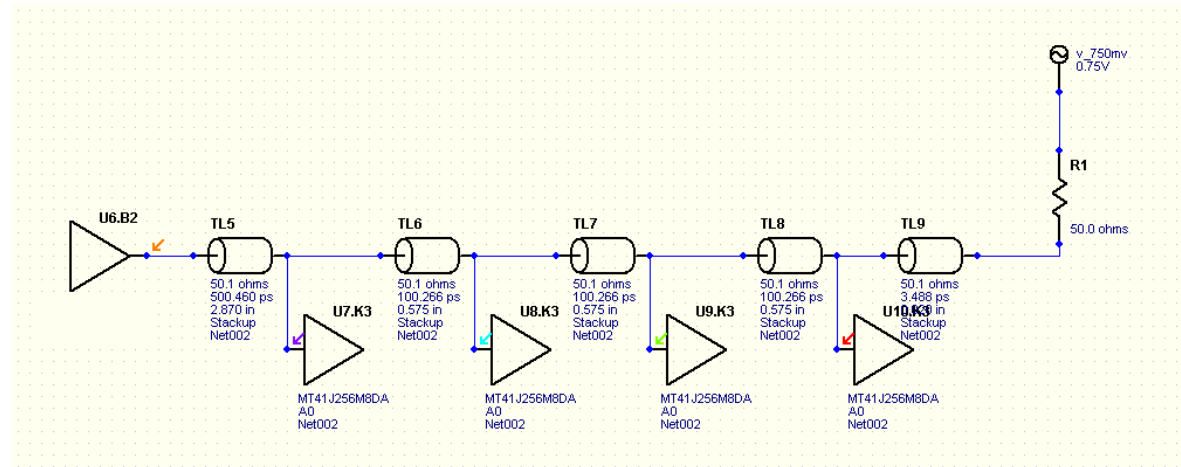 v_750mv
0.75V
R1
50.0 ohms
U6.B2
TL5
50.1 ohms
500.460 ps
2.870 in
Stackup
Net002
TL6
50.1 ohms
100.266 ps
0.575 in
Stackup
Net002
TL7
50.1 ohms
100.266 ps
0.575 in
Stackup
Net002
TL8
50.1 ohms
100.266 ps
0.575 in
Stackup
Net002
TL9
50.1 ohms
3.488 ps
Stackup
Net002
U7.K3
MT41J256M8DA
A0
Net002
U8.K3
MT41J256M8DA
A0
Net002
U9.K3
MT41J256M8DA
A0
Net002
U10.K3
MT41J256M8DA
A0
Net002